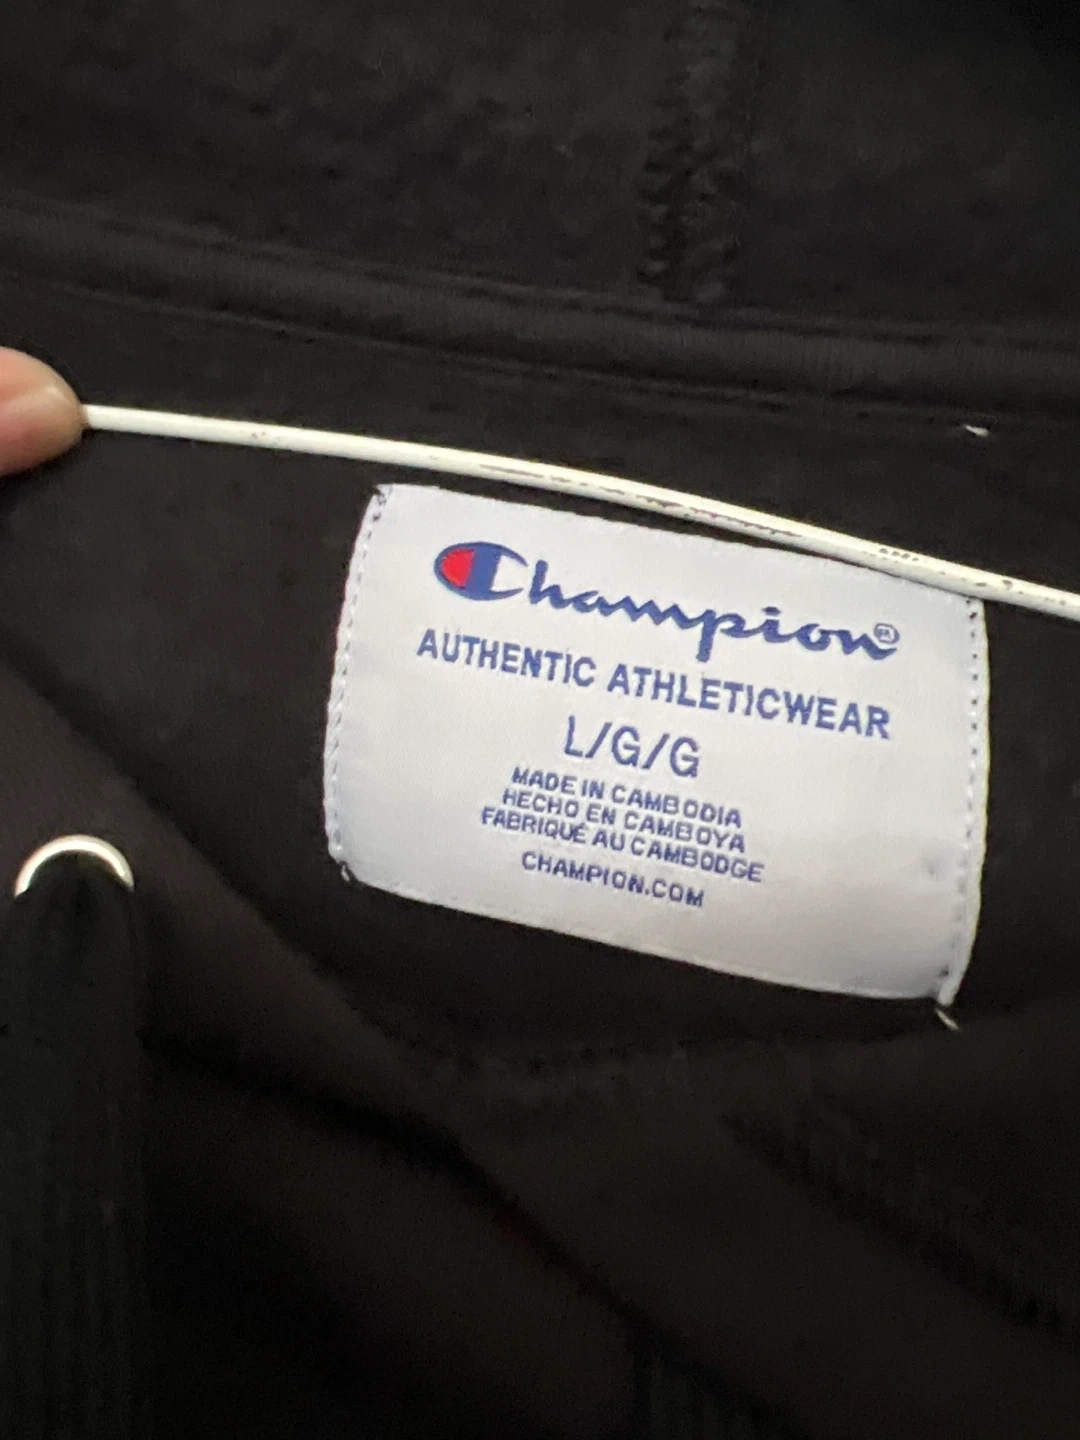 Champion®
AUTHENTIC ATHLETICWEAR
L/G/G
MADE IN CAMBODIA
HECHO EN CAMBOYA
FABRIQUÉ AU CAMBODGE
CHAMPION.COM